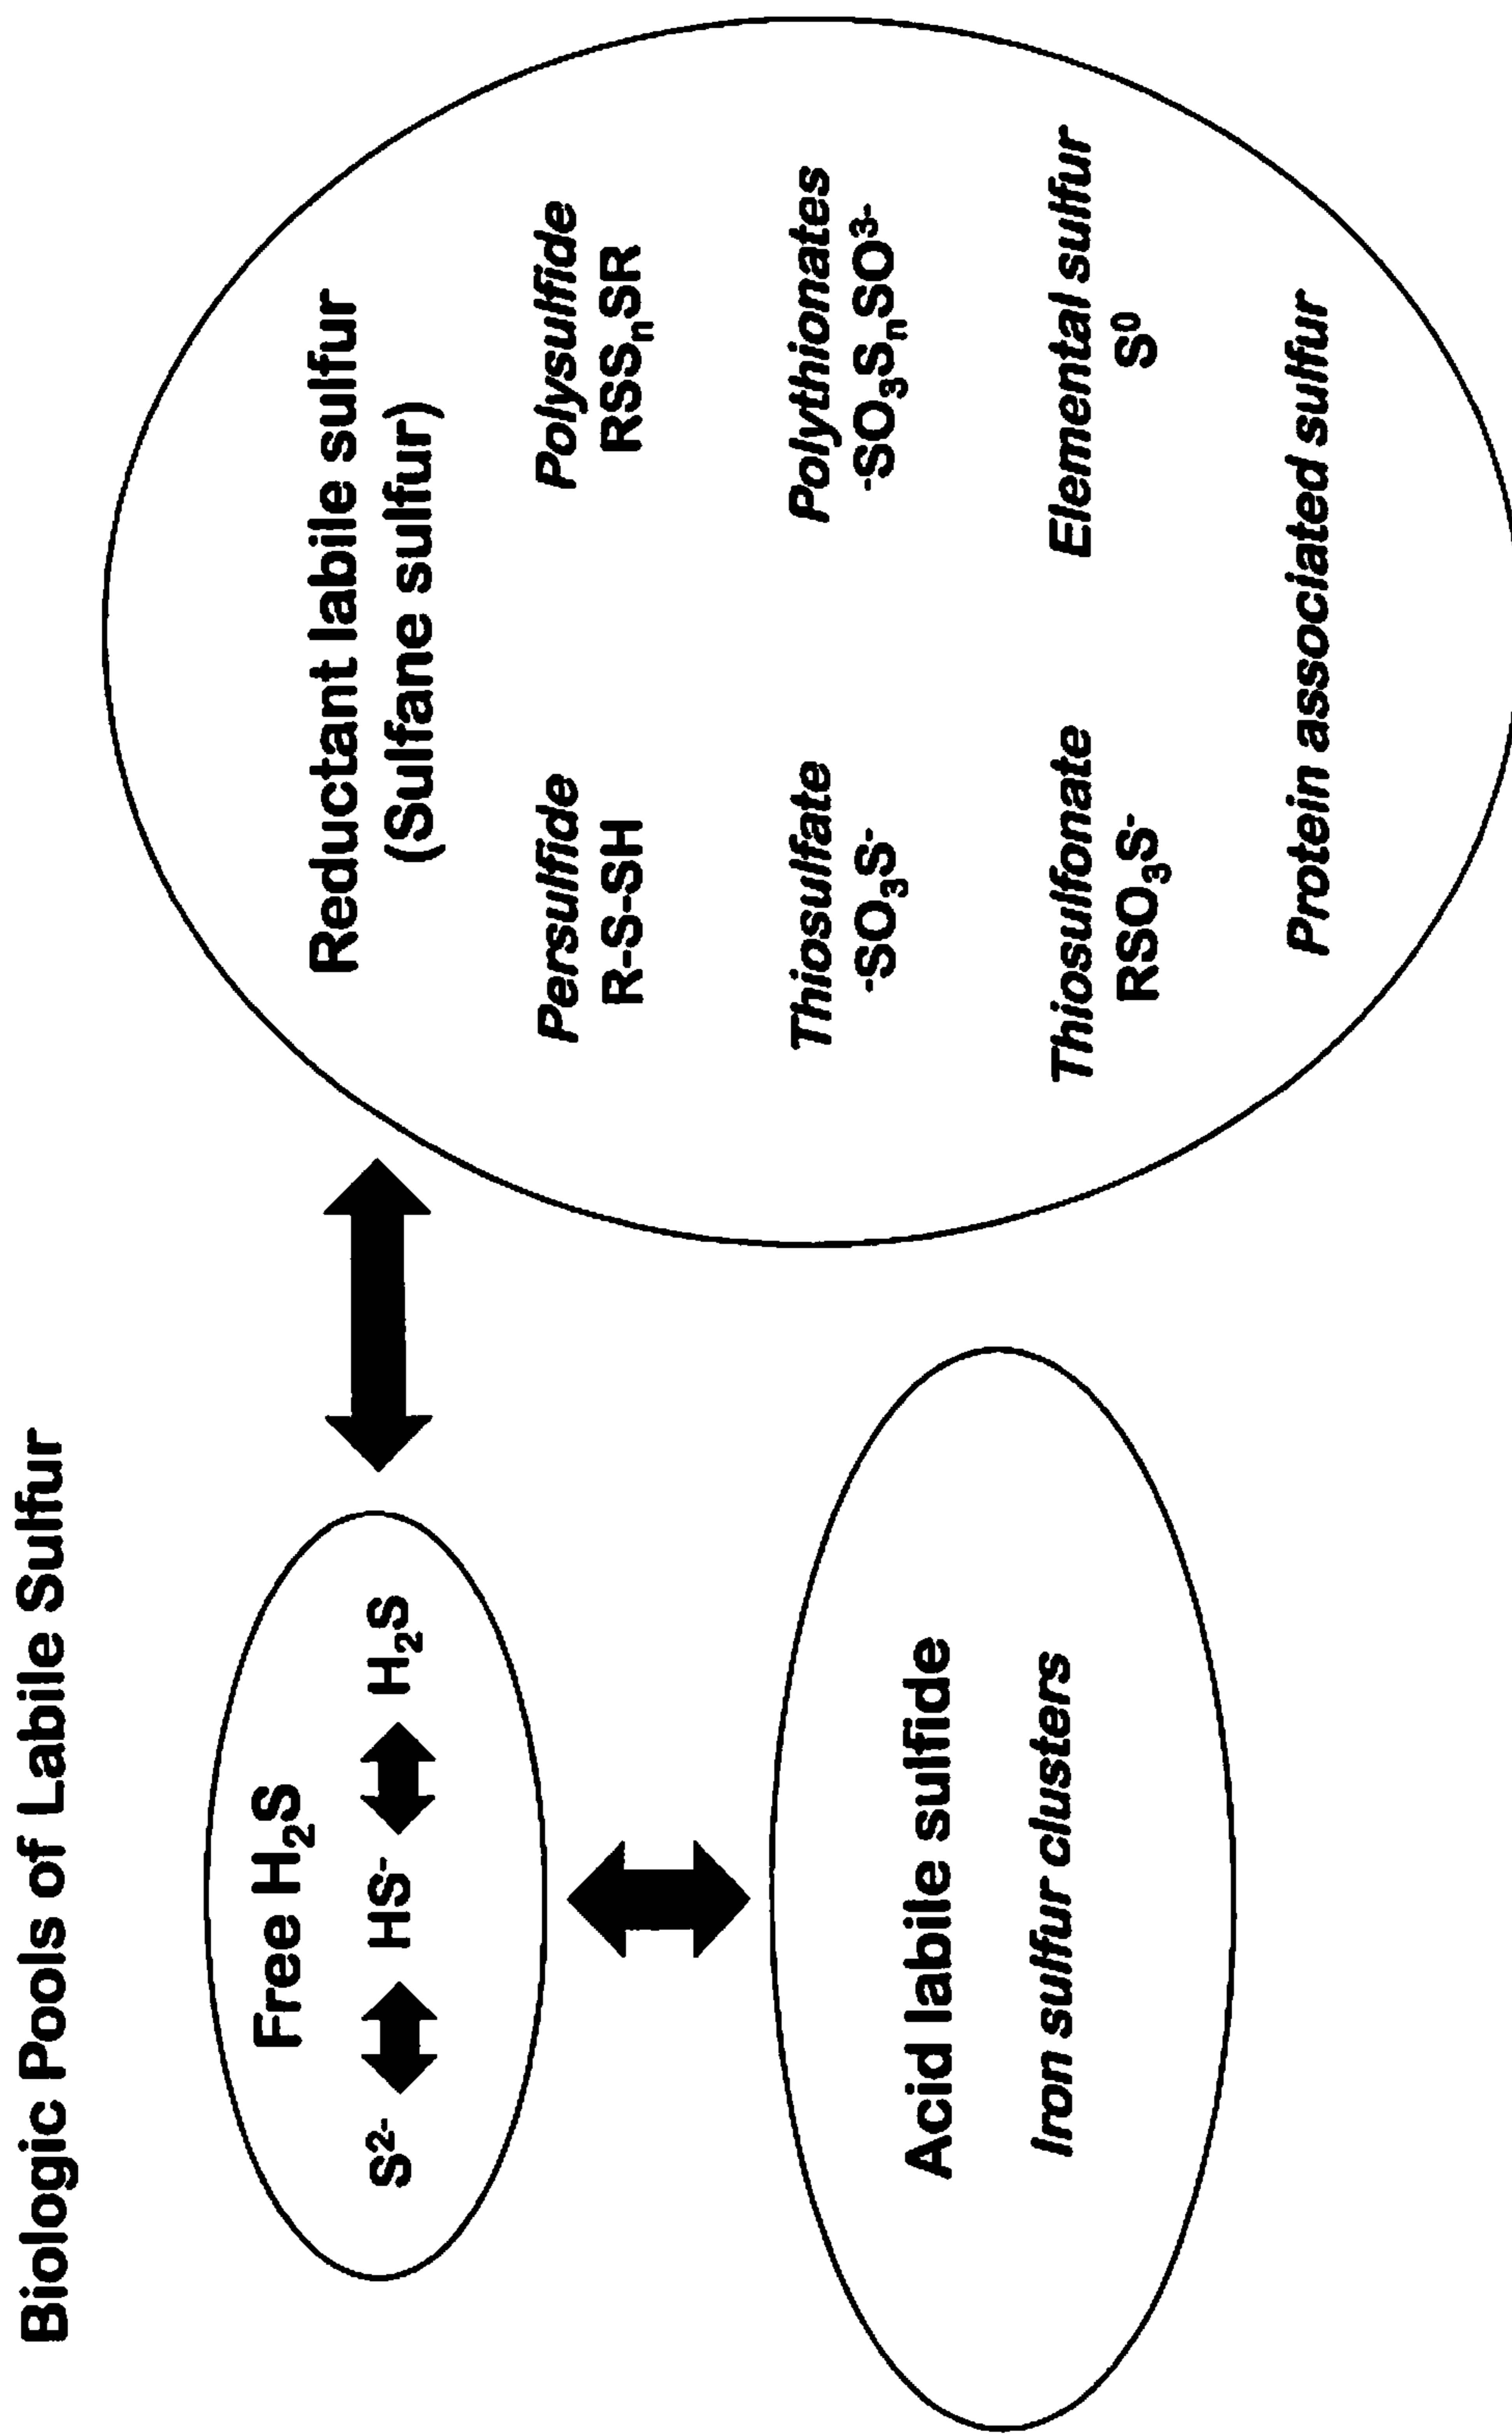 Biologic Pools of Labile Sulfur
Free H₂S
S²⁻ HS⁻ H₂S
Acid labile sulfide
Iron sulfur clusters
Reductant labile sulfur
(Sulfane sulfur)
Persulfide
R-S-SH
Polysulfide
RSSₙSR
Thiosulfate
⁻SO₃S⁻
Polythionates
⁻SO₃SₙSO³⁻
Thiosulfonate
RSO₃S⁻
Elemental sulfur
S⁰
Protein associated sulfur